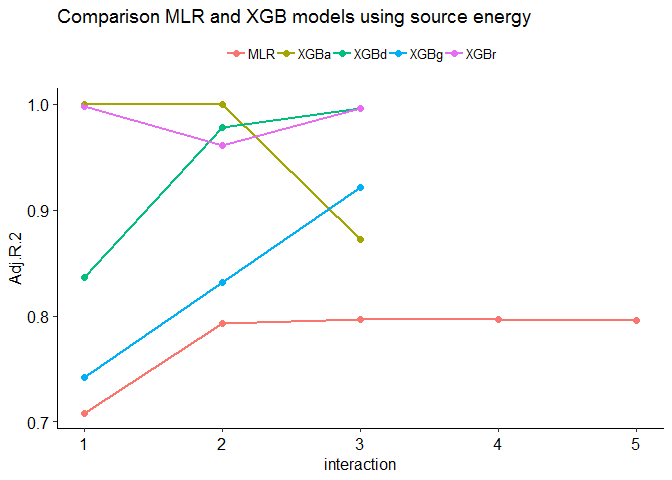 Comparison MLR and XGB models using source energy
MLR XGBa XGBd XGBg XGBr
1.0
0.9
0.8
0.7
Adj.R.2
1 2 3 4 5
interaction